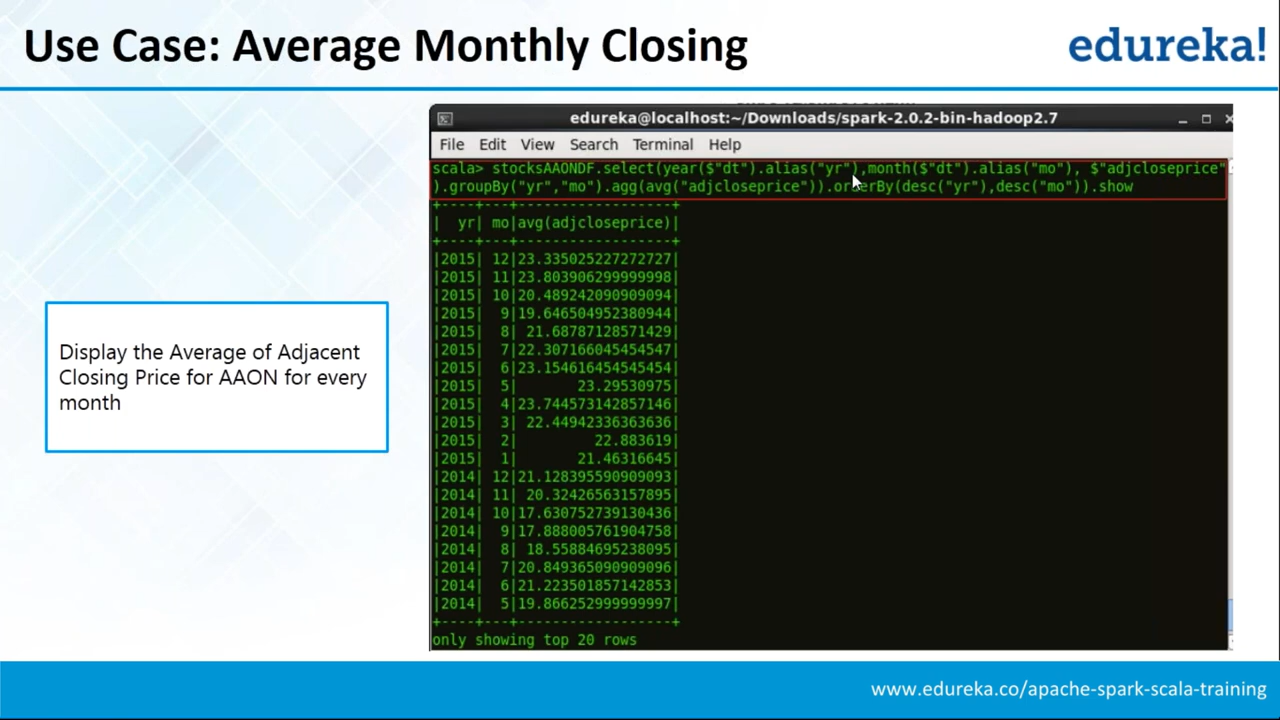 Use Case: Average Monthly Closing
edureka!
edureka@localhost:~/Downloads/spark-2.0.2-bin-hadoop2.7
File Edit View Search Terminal Help
scala> stocksAAONDF.select(year($"dt").alias("yr"),month($"dt").alias("mo"), $"adjcloseprice"
).groupBy("yr","mo").agg(avg("adjcloseprice")).orderBy(desc("yr"),desc("mo")).show
+----+---+------------------+
|  yr| mo|avg(adjcloseprice)|
+----+---+------------------+
|2015| 12|23.335025227272727|
|2015| 11|23.803906299999998|
|2015| 10|20.489242090909094|
|2015|  9|19.646504952380944|
|2015|  8| 21.68787128571429|
|2015|  7|22.307166045454547|
|2015|  6|23.154616454545454|
|2015|  5|       23.29530975|
|2015|  4|23.744573142857146|
|2015|  3| 22.44942336363636|
|2015|  2|         22.883619|
|2015|  1|       21.46316645|
|2014| 12|21.128395590909093|
|2014| 11| 20.32426563157895|
|2014| 10|17.630752739130436|
|2014|  9|17.888005761904758|
|2014|  8| 18.55884695238095|
|2014|  7|20.849365090909096|
|2014|  6|21.223501857142853|
|2014|  5|19.866252999999997|
+----+---+------------------+
only showing top 20 rows
Display the Average of Adjacent
Closing Price for AAON for every
month
www.edureka.co/apache-spark-scala-training